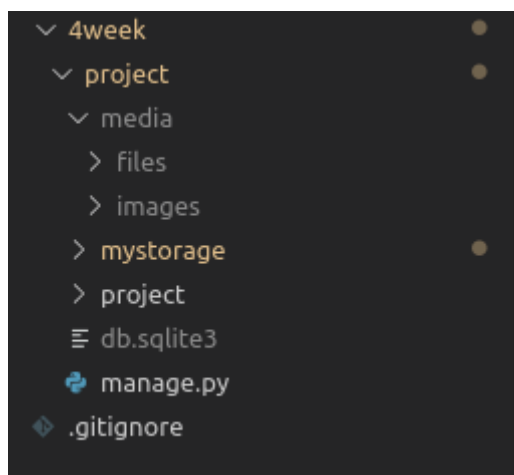 4week
project
media
files
images
mystorage
project
db.sqlite3
manage.py
.gitignore